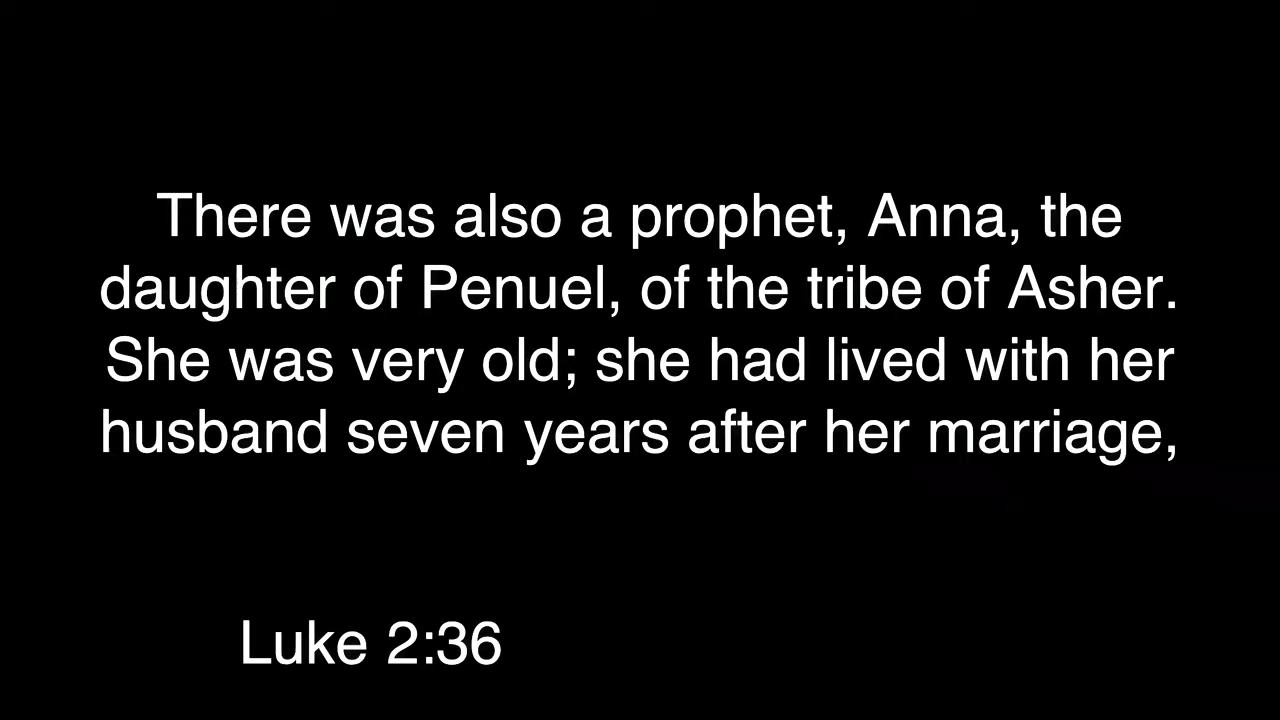 There was also a prophet, Anna, the
daughter of Penuel, of the tribe of Asher.
She was very old; she had lived with her
husband seven years after her marriage,
Luke 2:36